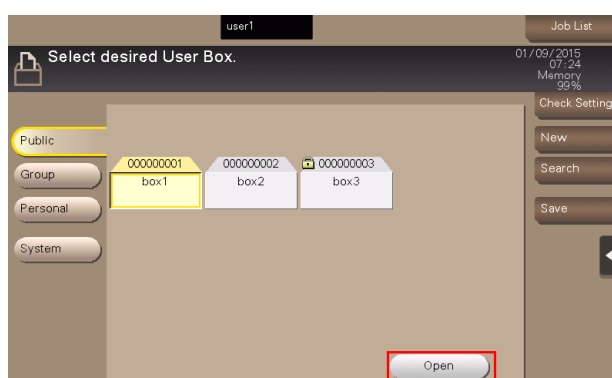 user1
Job List
Select desired User Box.
01/09/2015
07:24
Memory
99%
Check Setting
Public
New
000000001
000000002
000000003
Search
Group
box1
box2
box3
Personal
Save
System
Open